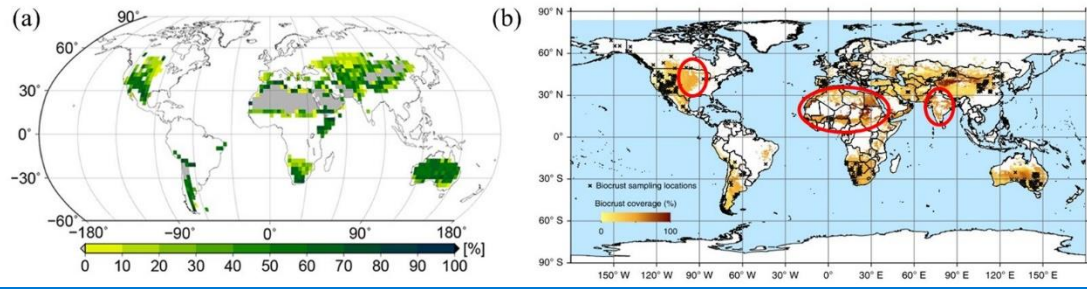 (a)
90°
60°
30°
0°
−30°
−60°
−180° −90° 0° 90° 180°
[%]
0 10 20 30 40 50 60 70 80 90 100
(b)
90° N
60° N
30° N
0°
30° S
60° S
90° S
× Biocrust sampling locations
Biocrust coverage (%)
0 100
150° W 120° W 90° W 60° W 30° W 0° 30° E 60° E 90° E 120° E 150° E 180° E